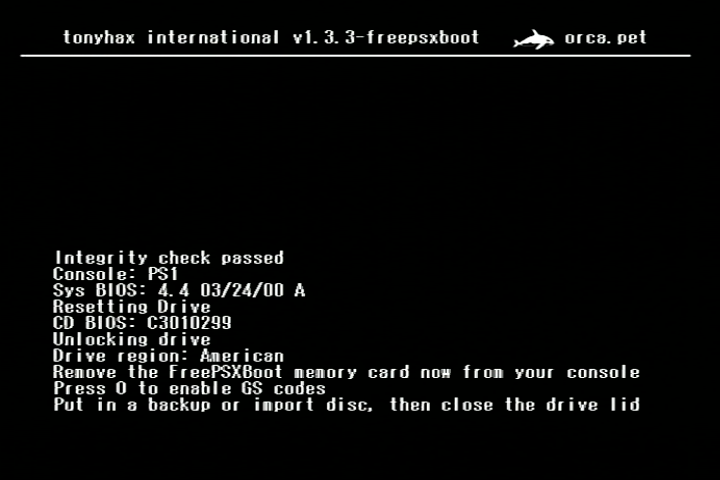 tonyhax international v1.3.3-freepsxboot orca.pet
Integrity check passed
Console: PS1
Sys BIOS: 4.4 03/24/00 A
Resetting Drive
CD BIOS: C3010299
Unlocking drive
Drive region: American
Remove the FreePSXBoot memory card now from your console
Press O to enable GS codes
Put in a backup or import disc, then close the drive lid